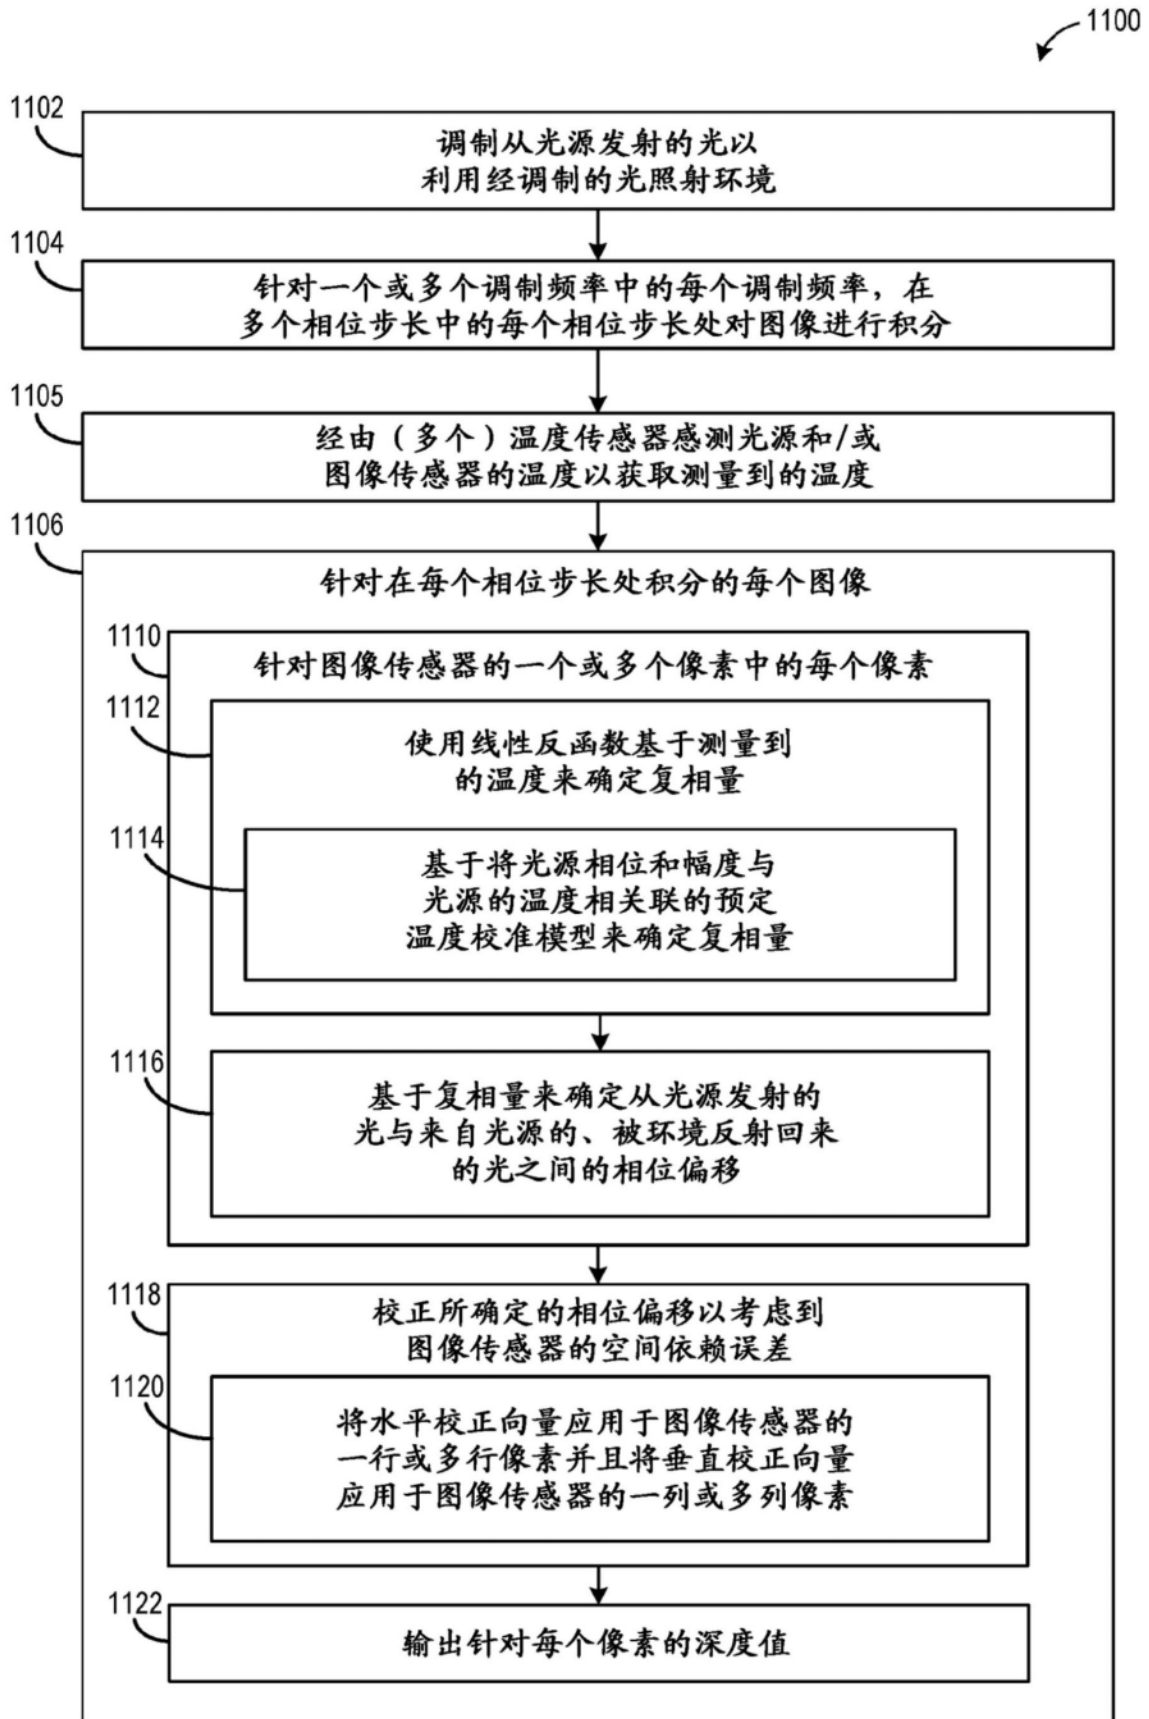 1100
1102
调制从光源发射的光以
利用经调制的光照射环境
1104
针对一个或多个调制频率中的每个调制频率，在
多个相位步长中的每个相位步长处对图像进行积分
1105
经由（多个）温度传感器感测光源和/或
图像传感器的温度以获取测量到的温度
1106
针对在每个相位步长处积分的每个图像
1110
针对图像传感器的一个或多个像素中的每个像素
1112
使用线性反函数基于测量到
的温度来确定复相量
1114
基于将光源相位和幅度与
光源的温度相关联的预定
温度校准模型来确定复相量
1116
基于复相量来确定从光源发射的
光与来自光源的、被环境反射回来
的光之间的相位偏移
1118
校正所确定的相位偏移以考虑到
图像传感器的空间依赖误差
1120
将水平校正向量应用于图像传感器的
一行或多行像素并且将垂直校正向量
应用于图像传感器的一列或多列像素
1122
输出针对每个像素的深度值